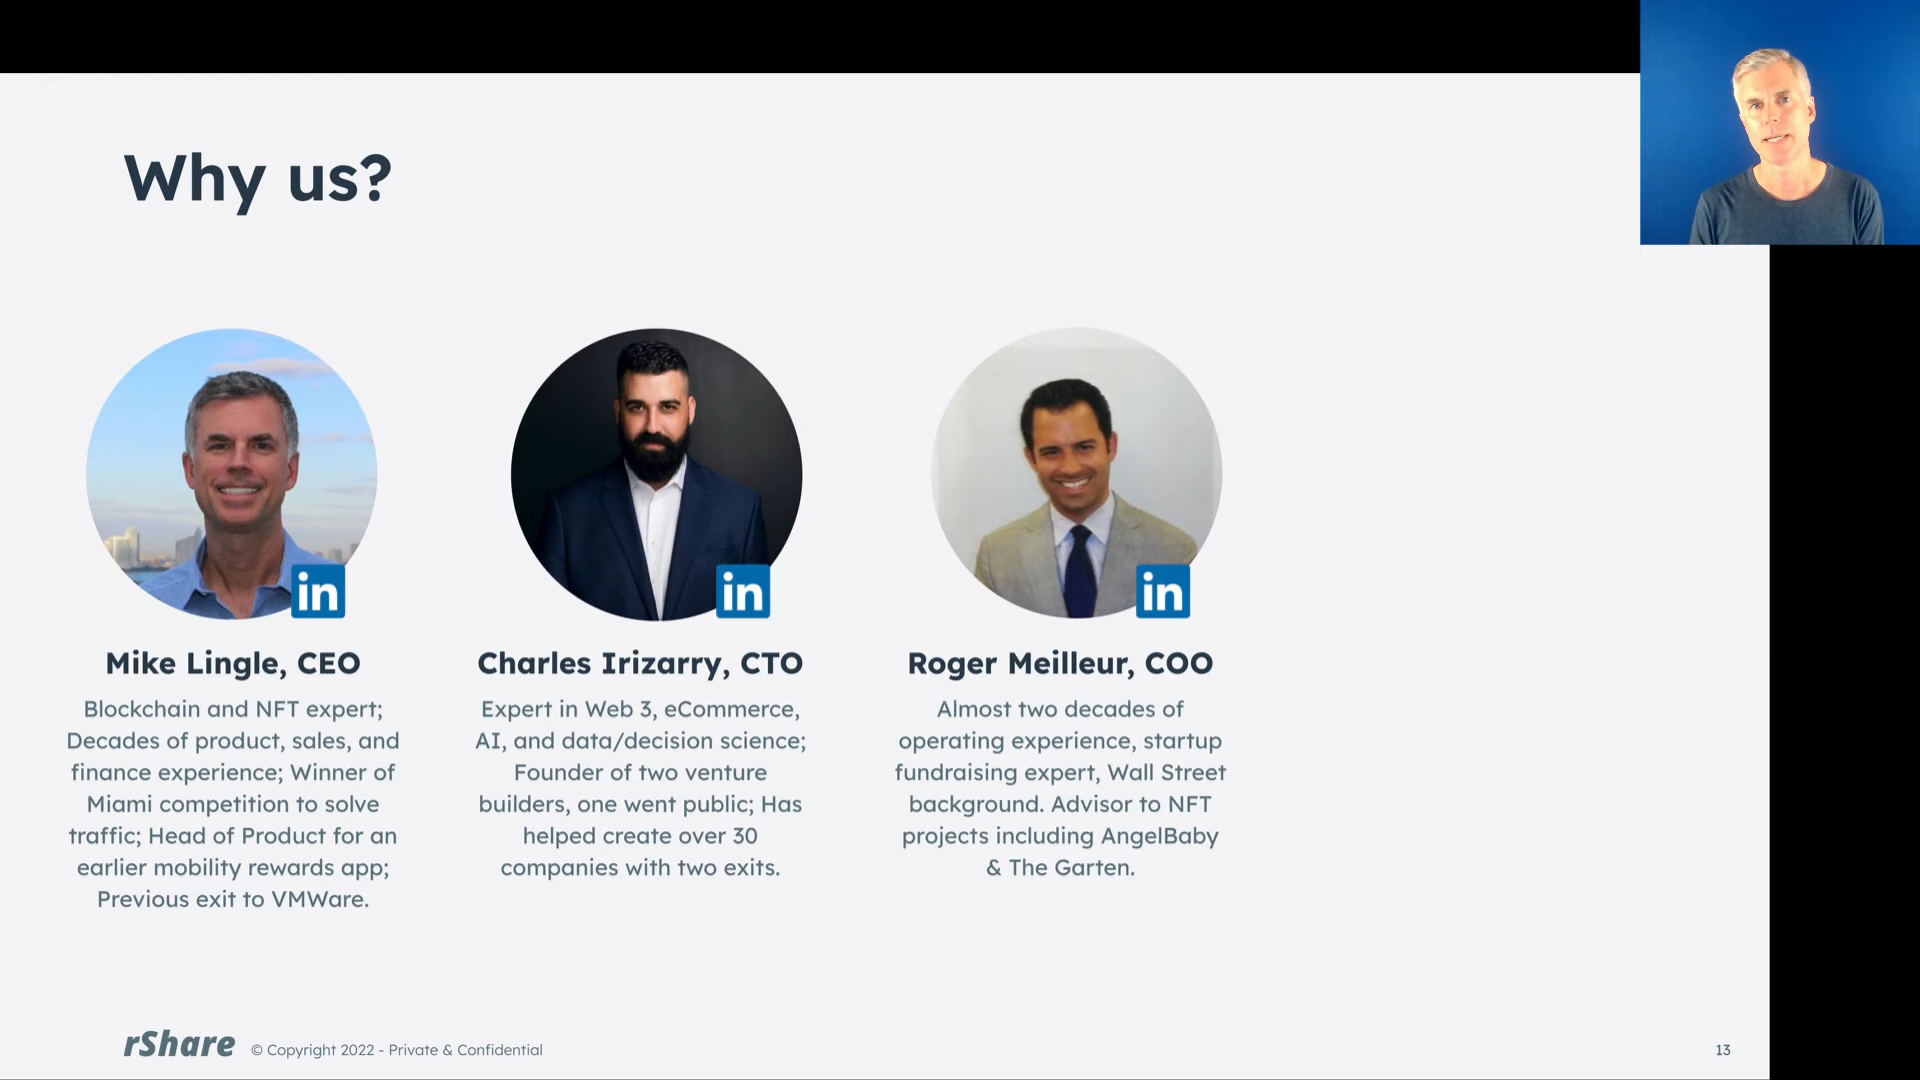 Why us?
in
in
in
Mike Lingle, CEO
Blockchain and NFT expert;
Decades of product, sales, and
finance experience; Winner of
Miami competition to solve
traffic; Head of Product for an
earlier mobility rewards app;
Previous exit to VMWare.
Charles Irizarry, CTO
Expert in Web 3, eCommerce,
AI, and data/decision science;
Founder of two venture
builders, one went public; Has
helped create over 30
companies with two exits.
Roger Meilleur, COO
Almost two decades of
operating experience, startup
fundraising expert, Wall Street
background. Advisor to NFT
projects including AngelBaby
& The Garten.
rShare © Copyright 2022 - Private & Confidential
13